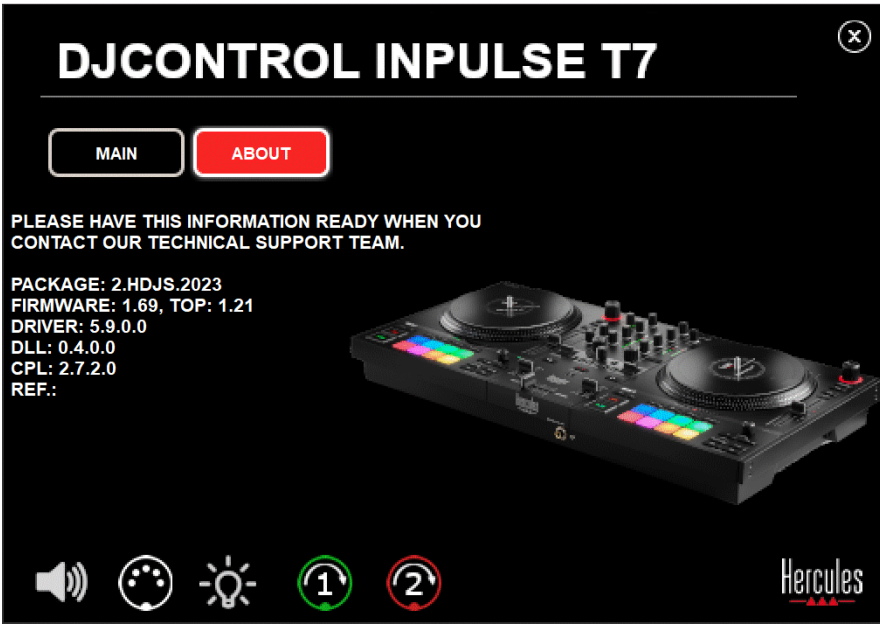 DJCONTROL INPULSE T7
MAIN
ABOUT
PLEASE HAVE THIS INFORMATION READY WHEN YOU
CONTACT OUR TECHNICAL SUPPORT TEAM.
PACKAGE: 2.HDJS.2023
FIRMWARE: 1.69, TOP: 1.21
DRIVER: 5.9.0.0
DLL: 0.4.0.0
CPL: 2.7.2.0
REF.:
1
2
Hercules